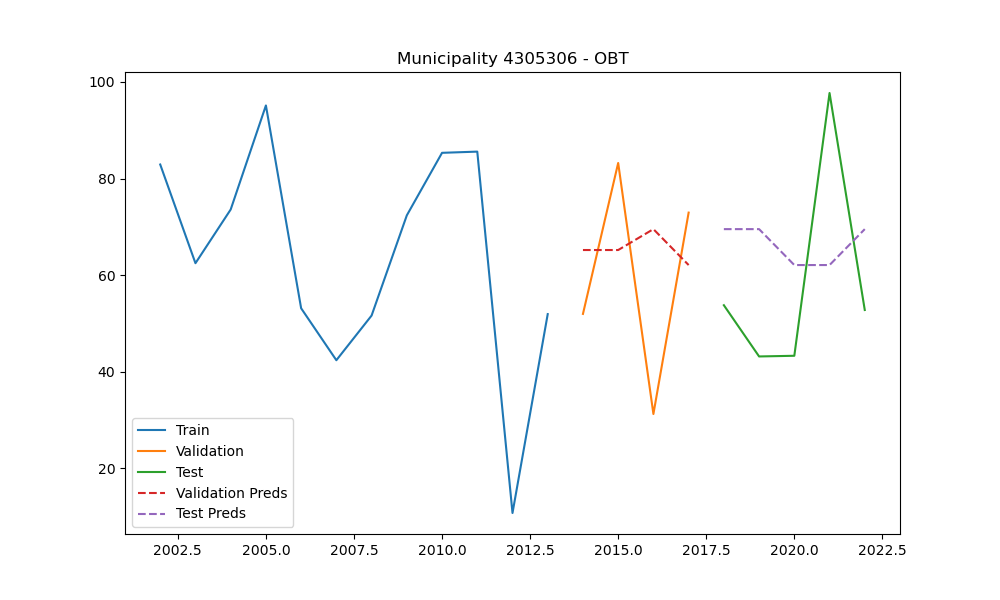 Municipality 4305306 - OBT
100
80
60
40
20
Train
Validation
Test
Validation Preds
Test Preds
2002.5 2005.0 2007.5 2010.0 2012.5 2015.0 2017.5 2020.0 2022.5